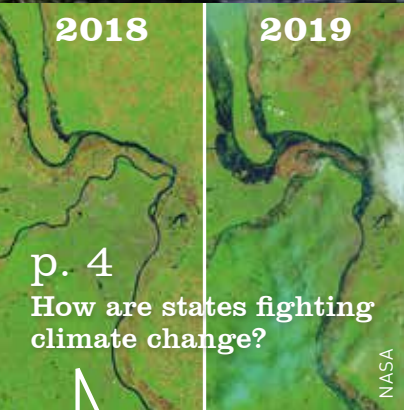 2018
2019
p. 4
How are states fighting
climate change?
NASA